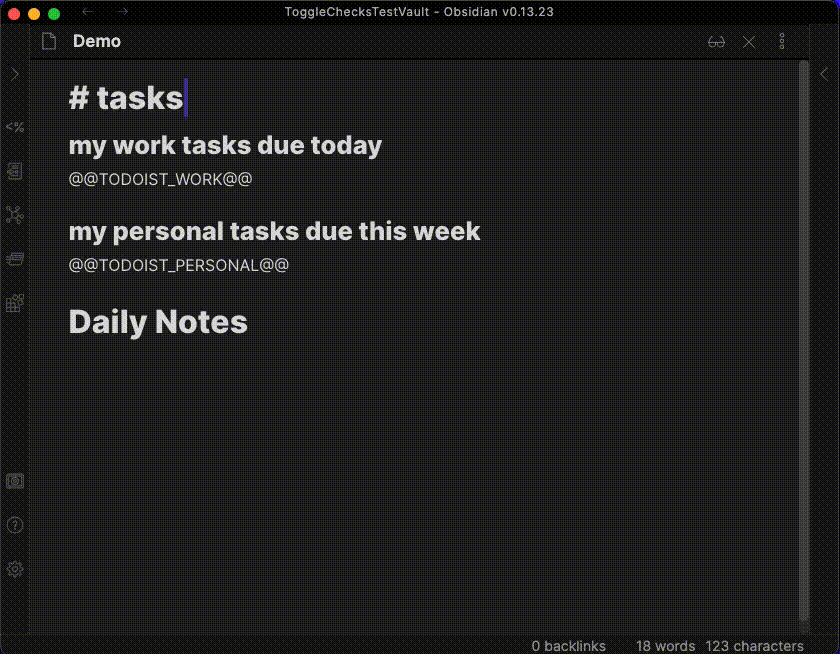 ToggleChecksTestVault - Obsidian v0.13.23
Demo
# tasks
my work tasks due today
@@TODOIST_WORK@@
my personal tasks due this week
@@TODOIST_PERSONAL@@
Daily Notes
0 backlinks 18 words 123 characters